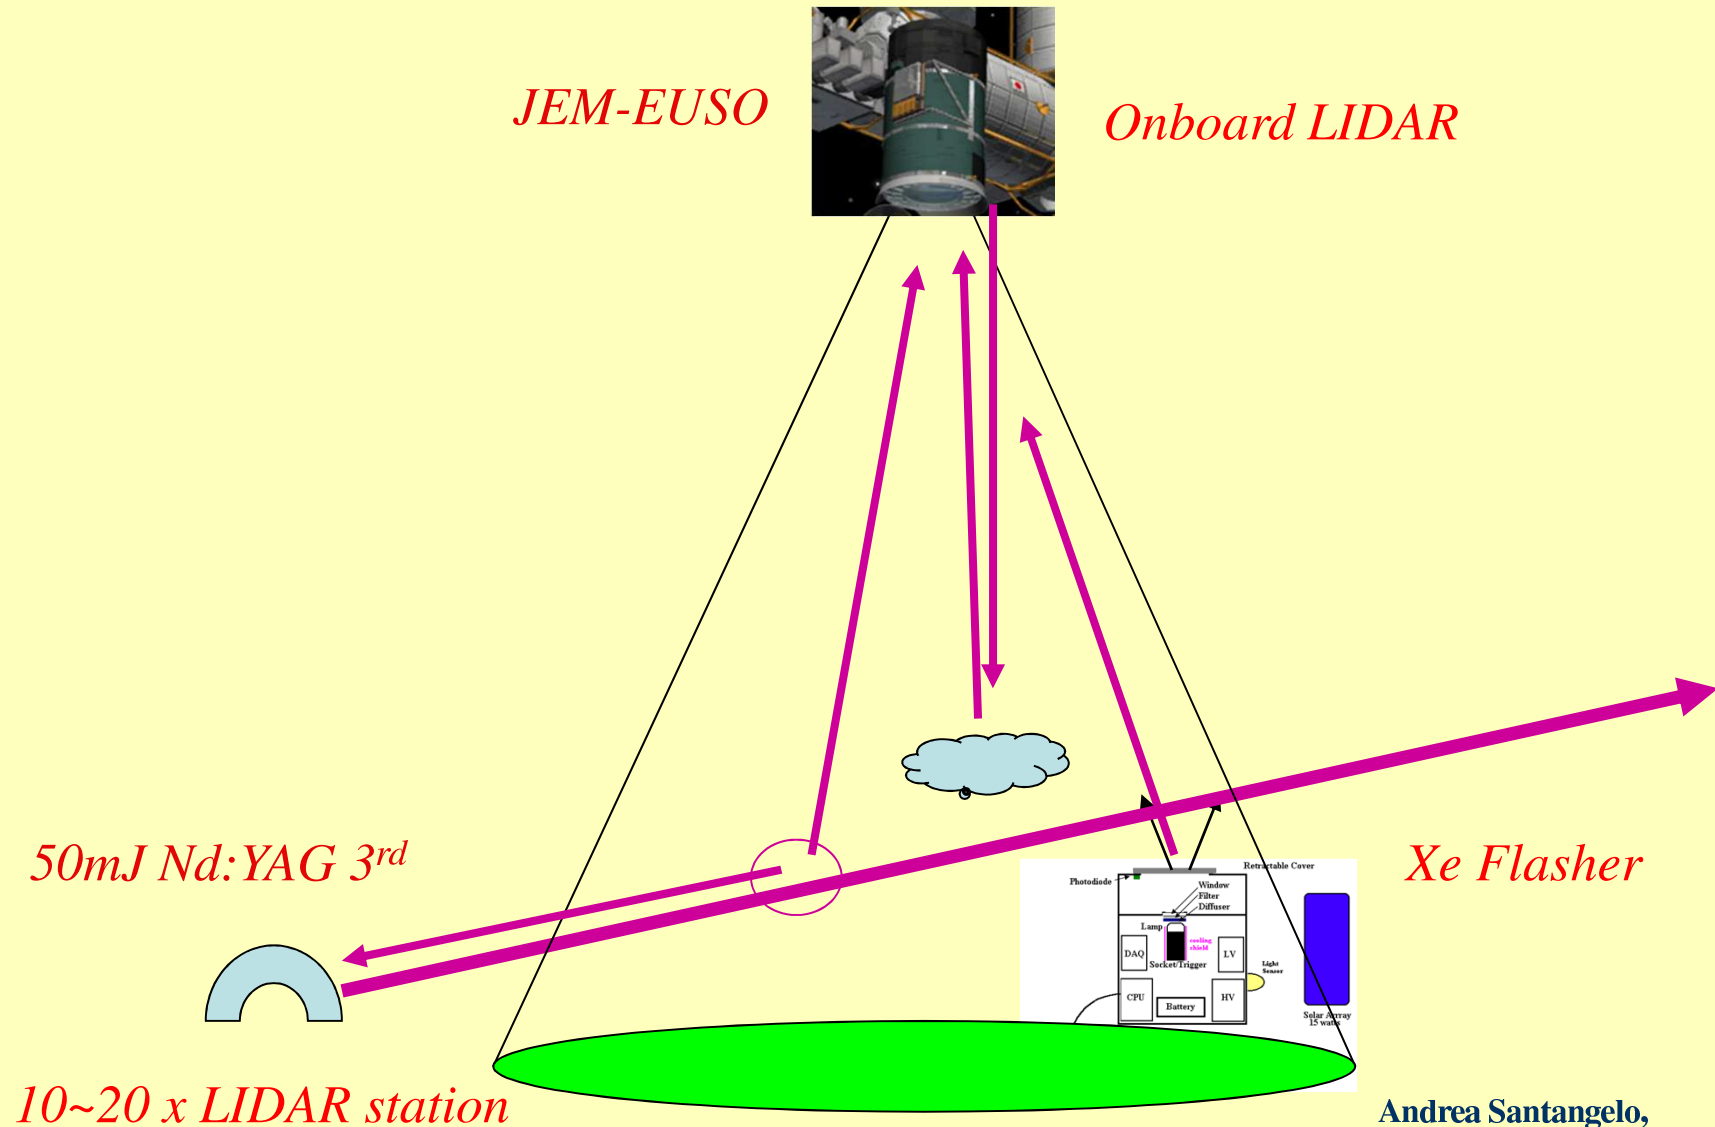 JEM-EUSO
Onboard LIDAR
50mJ Nd:YAG 3rd
Xe Flasher
Retractable Cover
Photodiode
Window
Filter
Diffuser
Lamp
cooling
shield
DAQ
LV
Socket/Trigger
Light
Sensor
CPU
Battery
HV
Solar Array
15 watts
10~20 x LIDAR station
Andrea Santangelo,